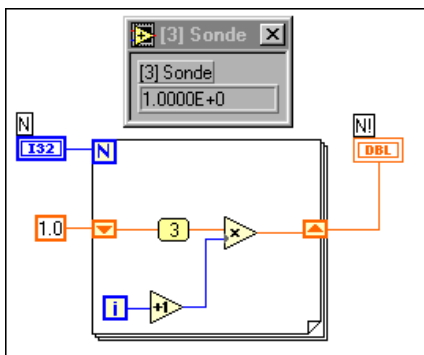 [3] Sonde
[3] Sonde
1.0000E+0
N
I32
N
N!
DBL
1.0
3
x
i
+1